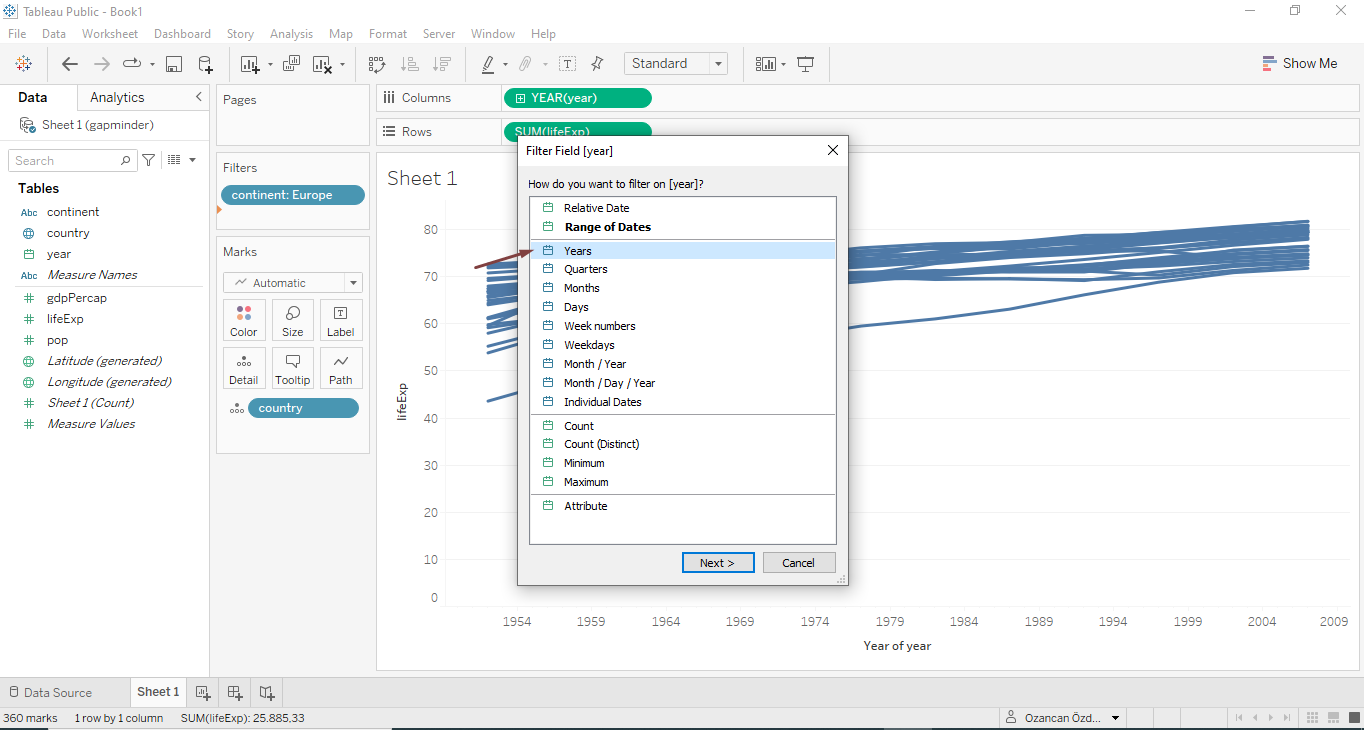 Tableau Public - Book1
File Data Worksheet Dashboard Story Analysis Map Format Server Window Help
Standard
Show Me
Data Analytics
Sheet 1 (gapminder)
Search
Tables
Abc continent
country
year
Abc Measure Names
gdpPercap
lifeExp
pop
Latitude (generated)
Longitude (generated)
Sheet 1 (Count)
Measure Values
Pages
Filters
continent: Europe
Marks
Automatic
Color Size Label
Detail Tooltip Path
country
Columns YEAR(year)
Rows SUM(lifeExp)
Sheet 1
80
70
60
50
40
30
20
10
0
lifeExp
1954 1959 1964 1969 1974 1979 1984 1989 1994 1999 2004 2009
Year of year
Filter Field [year]
How do you want to filter on [year]?
Relative Date
Range of Dates
Years
Quarters
Months
Days
Week numbers
Weekdays
Month / Year
Month / Day / Year
Individual Dates
Count
Count (Distinct)
Minimum
Maximum
Attribute
Next > Cancel
Data Source Sheet 1
360 marks 1 row by 1 column SUM(lifeExp): 25.885,33 Ozancan Özd...